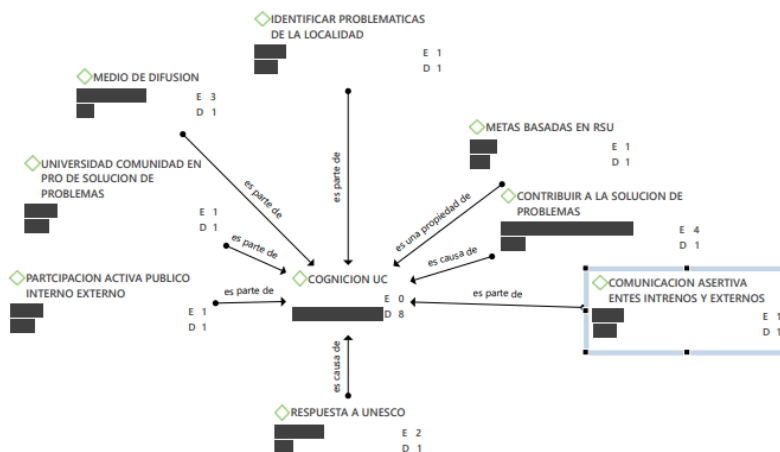 IDENTIFICAR PROBLEMATICAS
DE LA LOCALIDAD
E 1
D 1
MEDIO DE DIFUSION
E 3
D 1
METAS BASADAS EN RSU
E 1
D 1
UNIVERSIDAD COMUNIDAD EN
PRO DE SOLUCION DE
PROBLEMAS
E 1
D 1
CONTRIBUIR A LA SOLUCION DE
PROBLEMAS
E 4
D 1
es parte de
es parte de
es una propiedad de
es parte de
es causa de
PARTCIPACION ACTIVA PUBLICO
INTERNO EXTERNO
E 1
D 1
es parte de
COGNICION UC
E 0
D 8
es parte de
COMUNICACION ASERTIVA
ENTES INTRENOS Y EXTERNOS
E 1
D 1
es causa de
RESPUESTA A UNESCO
E 2
D 1